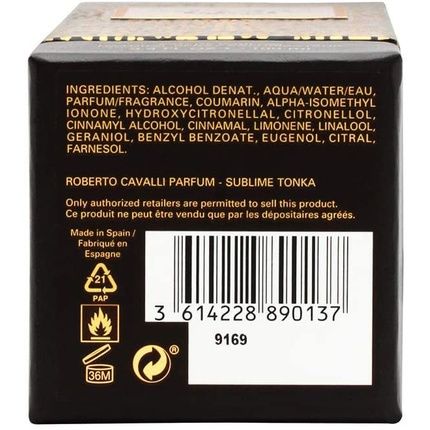 INGREDIENTS: ALCOHOL DENAT., AQUA/WATER/EAU,
PARFUM/FRAGRANCE, COUMARIN, ALPHA-ISOMETHYL
IONONE, HYDROXYCITRONELLAL, CITRONELLOL,
CINNAMYL ALCOHOL, CINNAMAL, LIMONENE, LINALOOL,
GERANIOL, BENZYL BENZOATE, EUGENOL, CITRAL,
FARNESOL.
ROBERTO CAVALLI PARFUM - SUBLIME TONKA
Only authorized retailers are permitted to sell this product.
Ce produit ne peut être vendu que par les dépositaires agréés.
Made in Spain /
Fabriqué en
Espagne
21
PAP
3 614228 890137
9169
36M
®